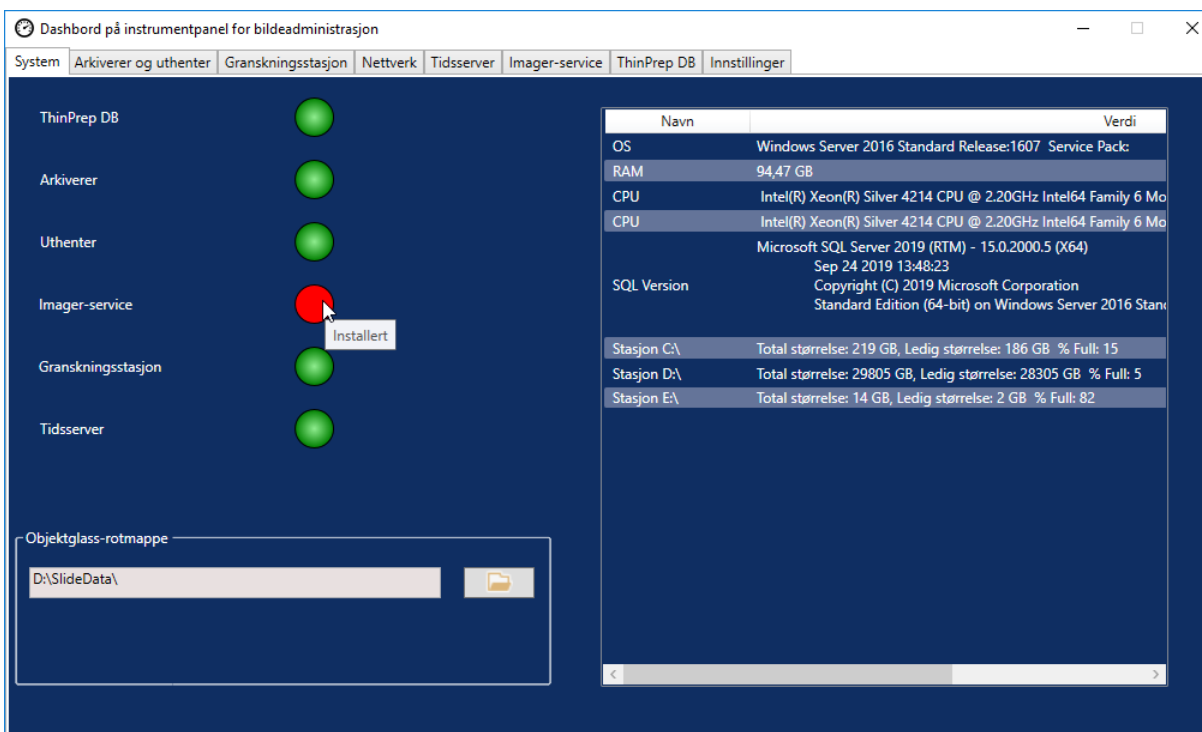 Dashbord på instrumentpanel for bildeadministrasjon
System Arkiverer og uthenter Granskningsstasjon Nettverk Tidsserver Imager-service ThinPrep DB Innstillinger
ThinPrep DB
Arkiverer
Uthenter
Imager-service
Installert
Granskningsstasjon
Tidsserver
Objektglass-rotmappe
D:\SlideData\
Navn Verdi
OS Windows Server 2016 Standard Release:1607 Service Pack:
RAM 94,47 GB
CPU Intel(R) Xeon(R) Silver 4214 CPU @ 2.20GHz Intel64 Family 6 Mo
CPU Intel(R) Xeon(R) Silver 4214 CPU @ 2.20GHz Intel64 Family 6 Mo
Microsoft SQL Server 2019 (RTM) - 15.0.2000.5 (X64)
Sep 24 2019 13:48:23
SQL Version Copyright (C) 2019 Microsoft Corporation
Standard Edition (64-bit) on Windows Server 2016 Stan
Stasjon C:\ Total størrelse: 219 GB, Ledig størrelse: 186 GB % Full: 15
Stasjon D:\ Total størrelse: 29805 GB, Ledig størrelse: 28305 GB % Full: 5
Stasjon E:\ Total størrelse: 14 GB, Ledig størrelse: 2 GB % Full: 82